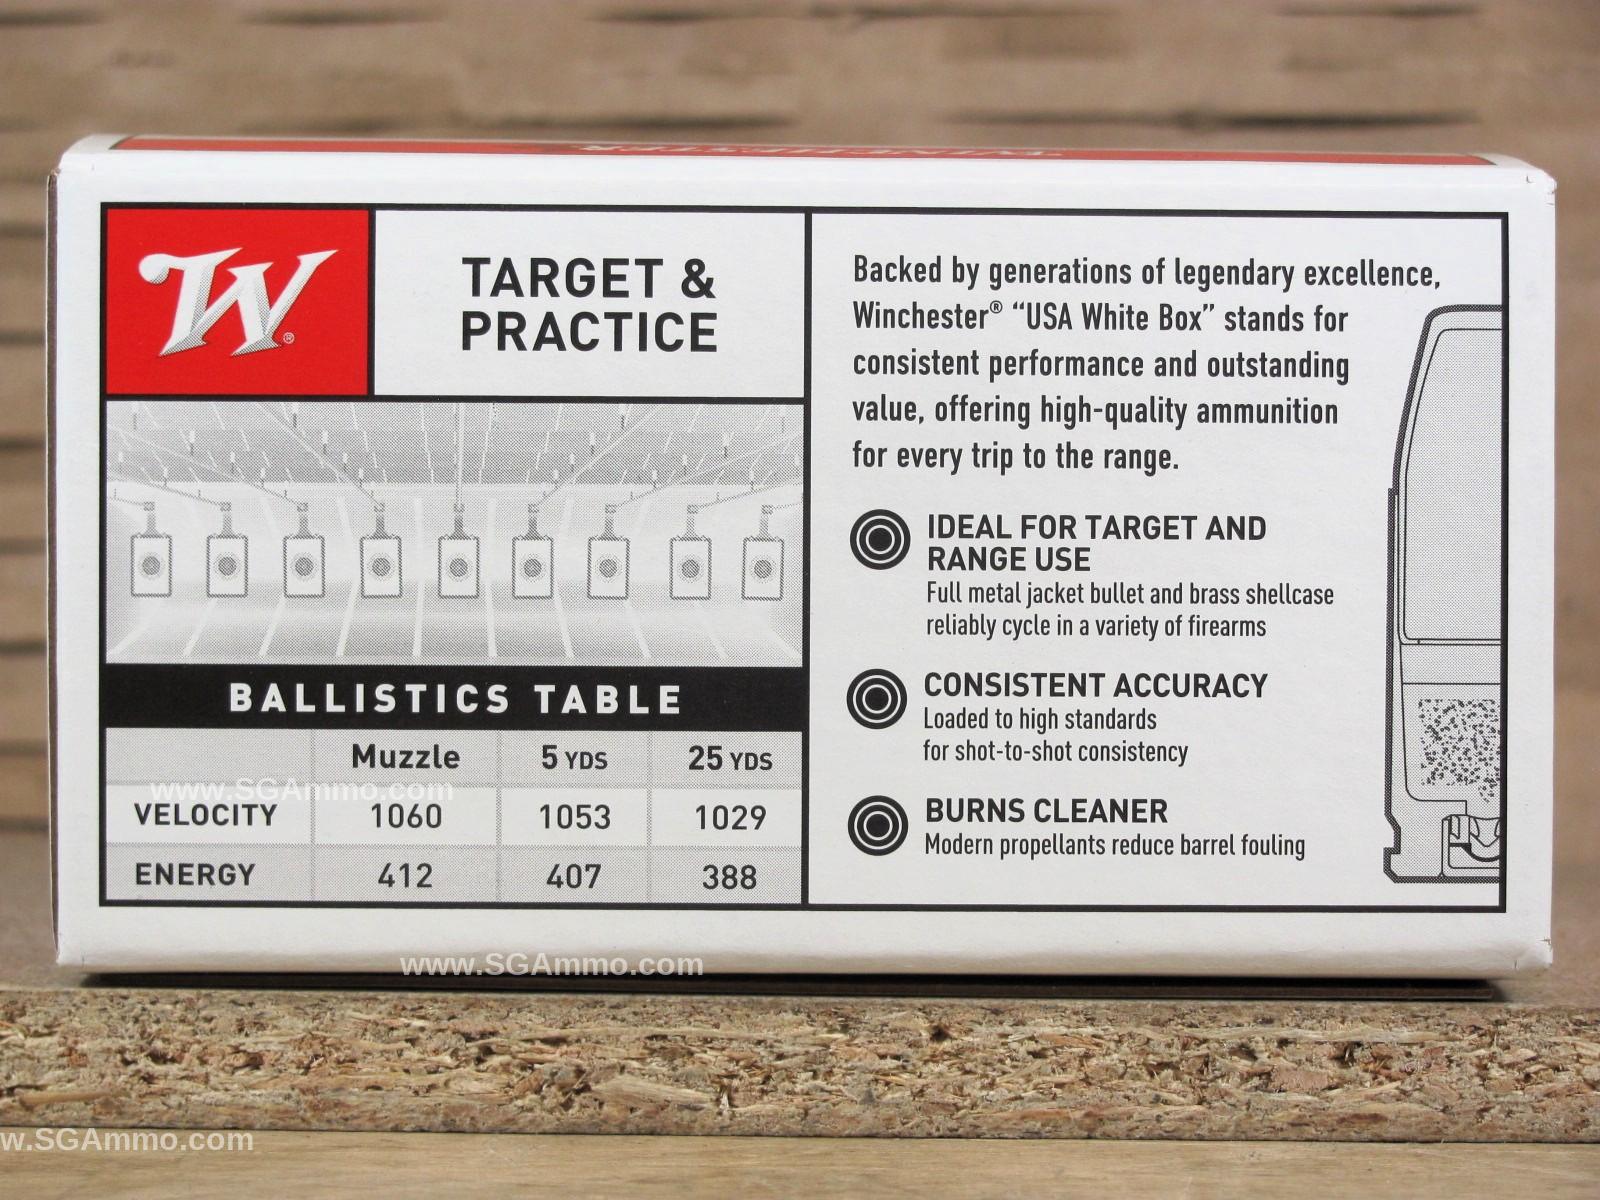 WINCHESTER
W®
TARGET &
PRACTICE
BALLISTICS TABLE
Muzzle 5 YDS 25 YDS
VELOCITY 1060 1053 1029
ENERGY 412 407 388
Backed by generations of legendary excellence,
Winchester® “USA White Box” stands for
consistent performance and outstanding
value, offering high-quality ammunition
for every trip to the range.
IDEAL FOR TARGET AND
RANGE USE
Full metal jacket bullet and brass shellcase
reliably cycle in a variety of firearms
CONSISTENT ACCURACY
Loaded to high standards
for shot-to-shot consistency
BURNS CLEANER
Modern propellants reduce barrel fouling
www.SGAmmo.com
www.SGAmmo.com
w.SGAmmo.com